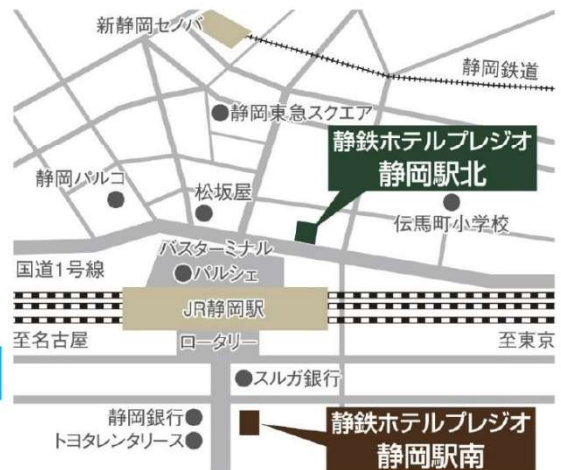 新静岡セノバ
静岡鉄道
静岡東急スクエア
静鉄ホテルプレジオ
静岡駅北
静岡パルコ
松坂屋
伝馬町小学校
バスターミナル
国道1号線
パルシェ
JR静岡駅
至名古屋
ロータリー
至東京
スルガ銀行
静岡銀行
トヨタレンタリース
静鉄ホテルプレジオ
静岡駅南